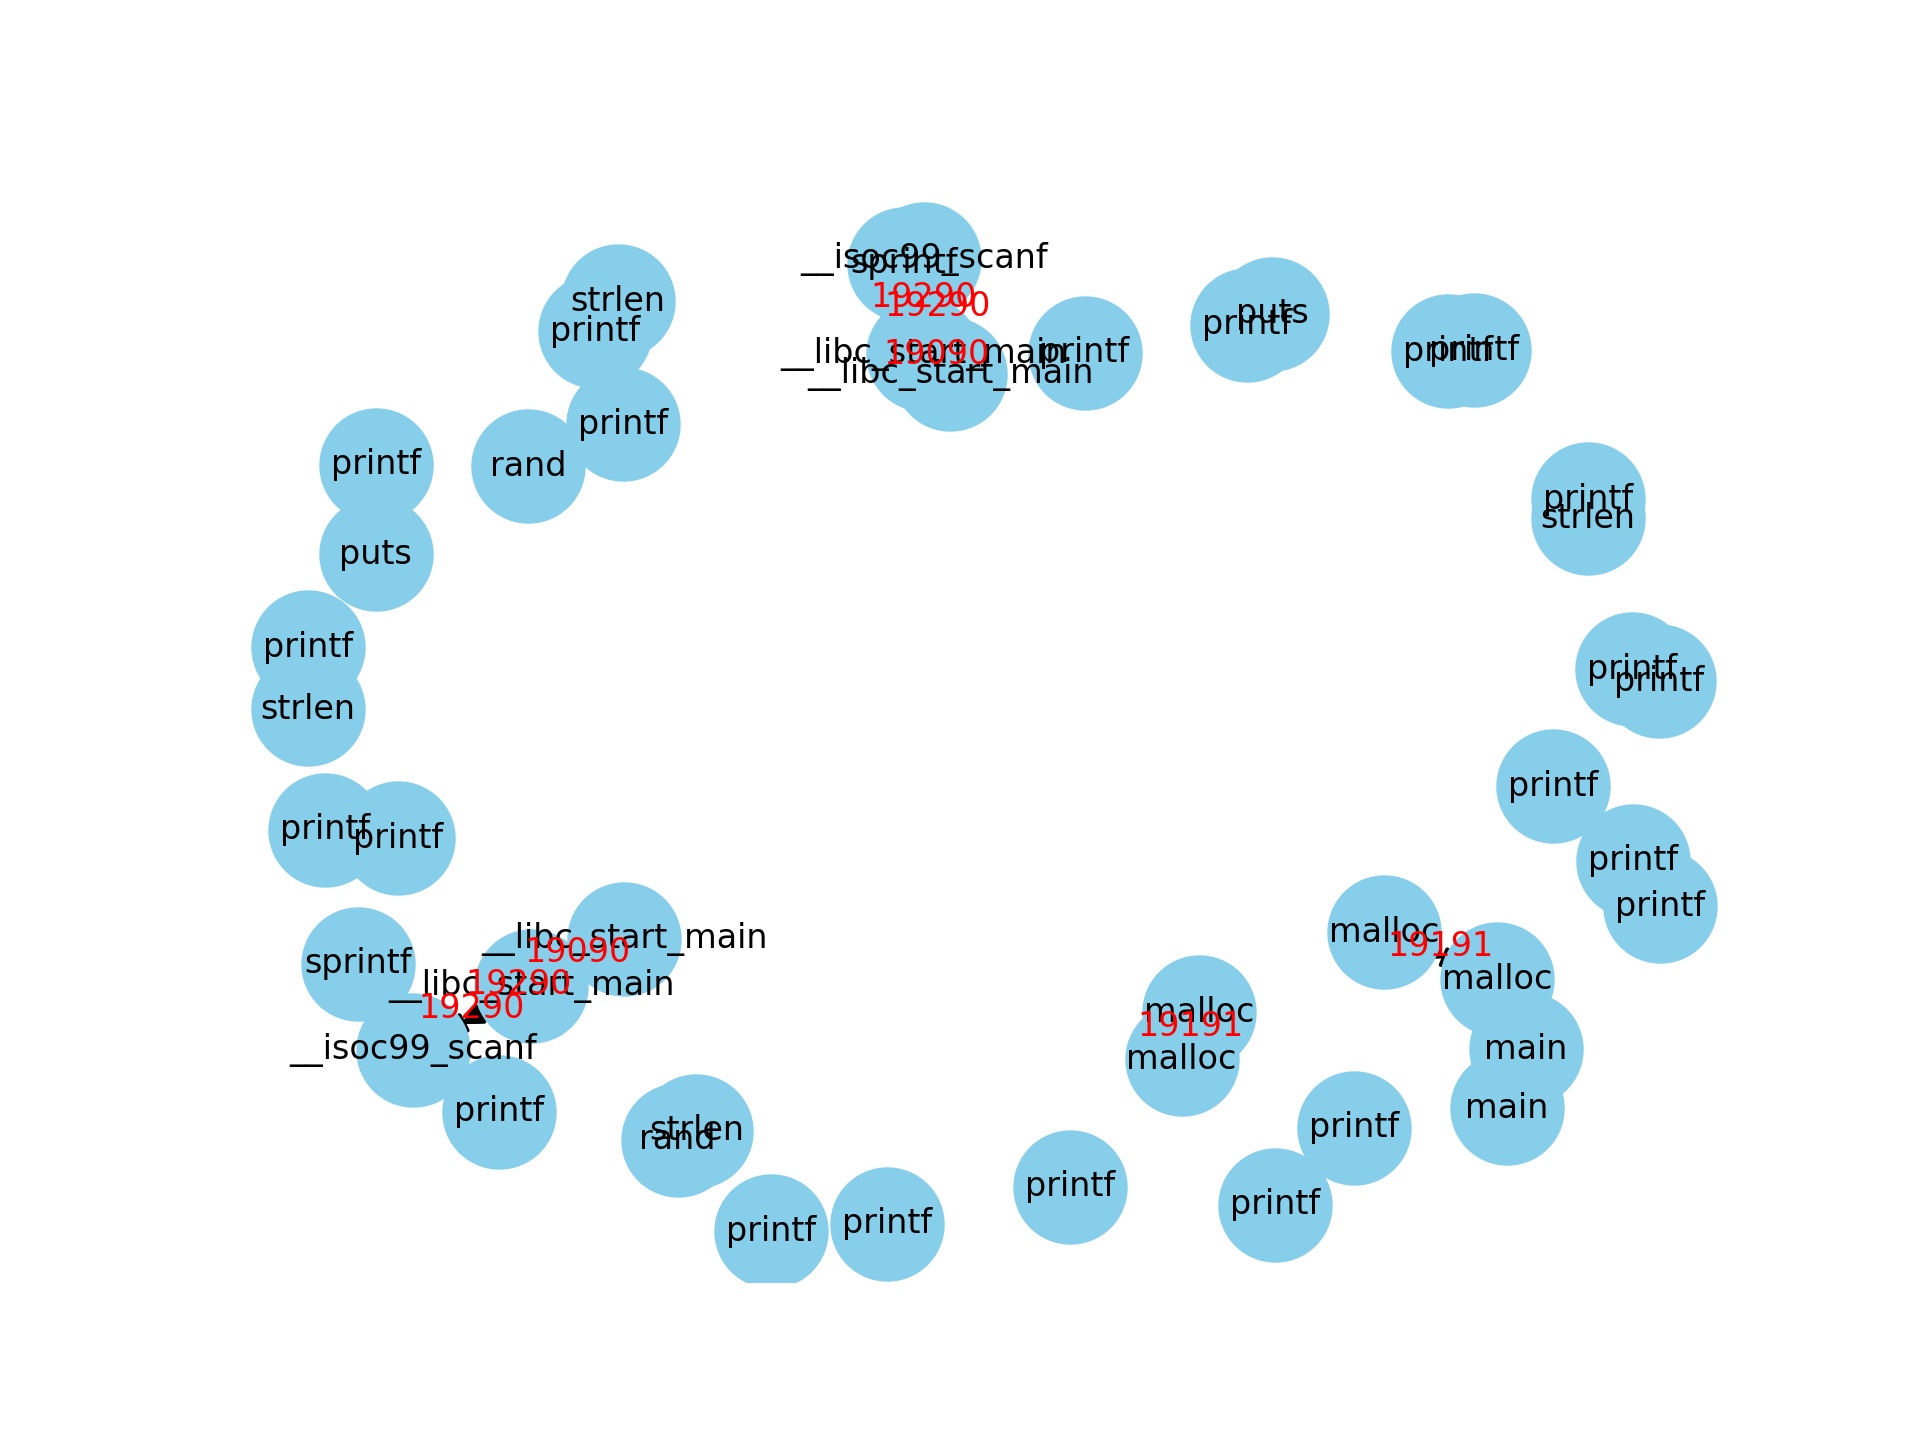 __isoc99_scanf
sprintf
19290
19290
strlen
printf
puts
printf
printf
printf
__libc_start_main
19090
printf
__libc_start_main
printf
printf
rand
printf
strlen
puts
printf
printf
printf
strlen
printf
printf
printf
printf
printf
malloc
19191
__libc_start_main
19090
sprintf
malloc
19290
__libc_start_main
19290
malloc
19191
__isoc99_scanf
main
malloc
main
printf
printf
strlen
rand
printf
printf
printf
printf